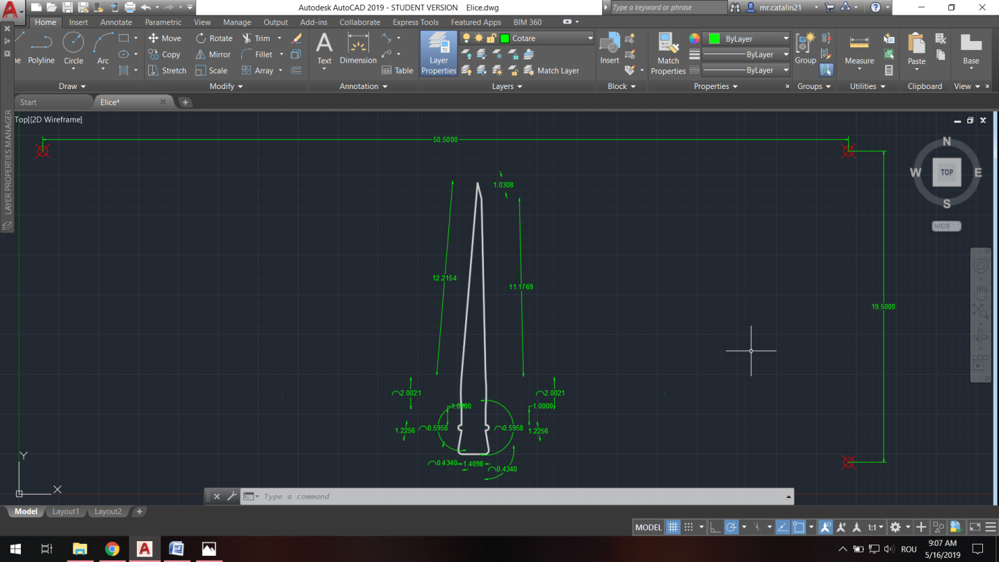 Autodesk AutoCAD 2019 - STUDENT VERSION Elice.dwg
Type a keyword or phrase
mr.catalin21
Home Insert Annotate Parametric View Manage Output Add-ins Collaborate Express Tools Featured Apps BIM 360
ne Polyline Circle Arc
Move Rotate Trim
Copy Mirror Fillet
Stretch Scale Array
Text Dimension Table
Layer Properties
Cotare
Match Layer
Insert
Match Properties
ByLayer
ByLayer
ByLayer
Group
Measure
Paste
Base
Draw Modify Annotation Layers Block Properties Groups Utilities Clipboard View
Start Elice*
LAYER PROPERTIES MANAGER
Top][2D Wireframe]
50.5000
N
W TOP E
S
WCS
1.0308
12.2154
11.1769
19.5000
2.0021
2.0021
1.0000
1.0000
1.2256
0.5958
0.5958
1.2256
0.4340
1.4098
0.4340
Y
X
Type a command
Model Layout1 Layout2
MODEL
1:1
ROU
9:07 AM
5/16/2019